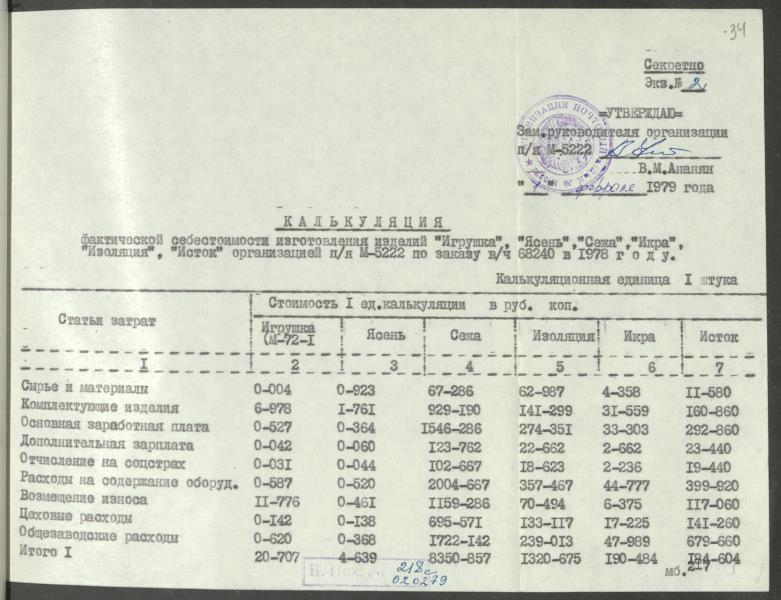 -34
Секретно
Экз.№ 2
=УТВЕРЖДАЮ=
Зам.руководителя организации
п/я М-5222
В.М.Ананян
"1" февраля 1979 года
КАЛЬКУЛЯЦИЯ
фактической себестоимости изготовления изделий "Игрушка", "Ясень","Сежа","Икра",
"Изоляция", "Исток" организацией п/я М-5222 по заказу в/ч 68240 в 1978 г о д у.
Калькуляционная единица I штука
Статьи затрат Стоимость I ед.калькуляции в руб. коп.
Игрушка (М-72-I Ясень Сежа Изоляция Икра Исток
I 2 3 4 5 6 7
Сырье и материалы 0-004 0-923 67-286 62-987 4-358 II-580
Комплектующие изделия 6-978 I-76I 929-I90 I4I-299 3I-559 I60-860
Основная заработная плата 0-527 0-364 I546-286 274-35I 33-303 292-860
Дополнительная зарплата 0-042 0-060 I23-762 22-662 2-662 23-440
Отчисление на соцстрах 0-03I 0-044 I02-667 I8-623 2-236 I9-440
Расходы на содержание оборуд. 0-587 0-520 2004-667 357-467 44-777 399-920
Возмещение износа II-776 0-46I II59-286 70-494 6-375 II7-060
Цеховые расходы 0-I42 0-I38 695-57I I33-II7 I7-225 I4I-260
Общезаводские расходы 0-620 0-368 I722-I42 239-0I3 47-989 679-660
Итого I 20-707 4-639 8350-857 I320-675 I90-484 I84-604
218с
020279
мб.217